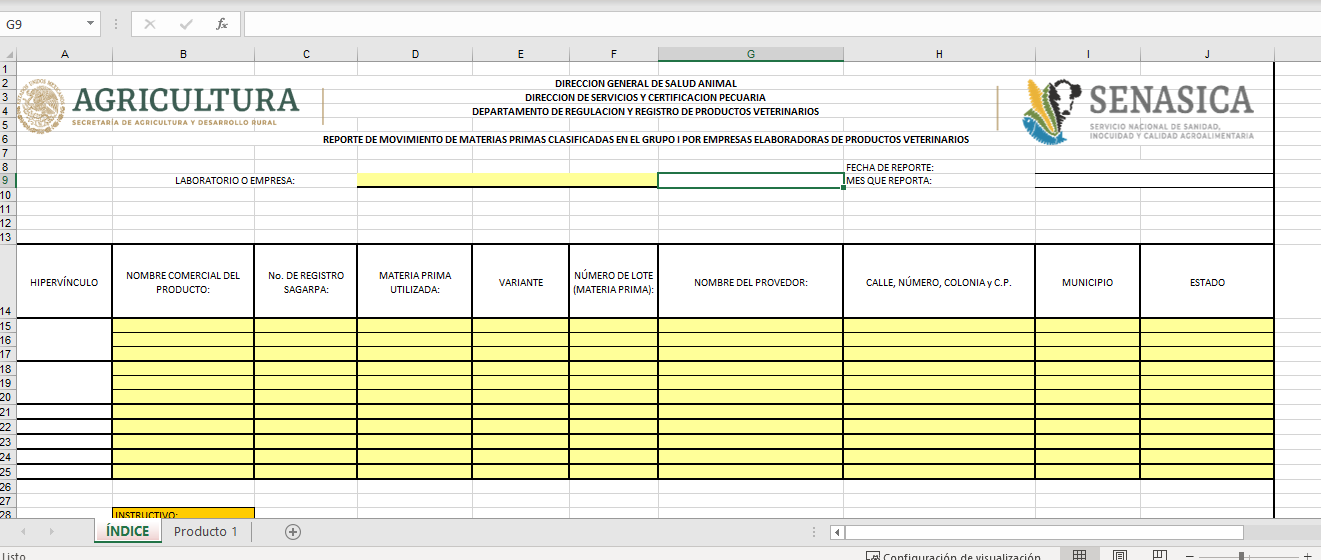 G9
fx
A B C D E F G H I J
1
2 DIRECCION GENERAL DE SALUD ANIMAL
3 DIRECCION DE SERVICIOS Y CERTIFICACION PECUARIA
4 DEPARTAMENTO DE REGULACION Y REGISTRO DE PRODUCTOS VETERINARIOS
ESTADOS UNIDOS MEXICANOS
AGRICULTURA
SECRETARÍA DE AGRICULTURA Y DESARROLLO RURAL
SENASICA
SERVICIO NACIONAL DE SANIDAD,
INOCUIDAD Y CALIDAD AGROALIMENTARIA
5
6 REPORTE DE MOVIMIENTO DE MATERIAS PRIMAS CLASIFICADAS EN EL GRUPO I POR EMPRESAS ELABORADORAS DE PRODUCTOS VETERINARIOS
7
8 FECHA DE REPORTE:
9 LABORATORIO O EMPRESA: MES QUE REPORTA:
10
11
12
13
14 HIPERVÍNCULO
NOMBRE COMERCIAL DEL
PRODUCTO:
No. DE REGISTRO
SAGARPA:
MATERIA PRIMA
UTILIZADA:
VARIANTE
NÚMERO DE LOTE
(MATERIA PRIMA):
NOMBRE DEL PROVEDOR:
CALLE, NÚMERO, COLONIA y C.P.
MUNICIPIO
ESTADO
15
16
17
18
19
20
21
22
23
24
25
26
27
28 INSTRUCTIVO:
ÍNDICE Producto 1
Listo Configuración de visualización